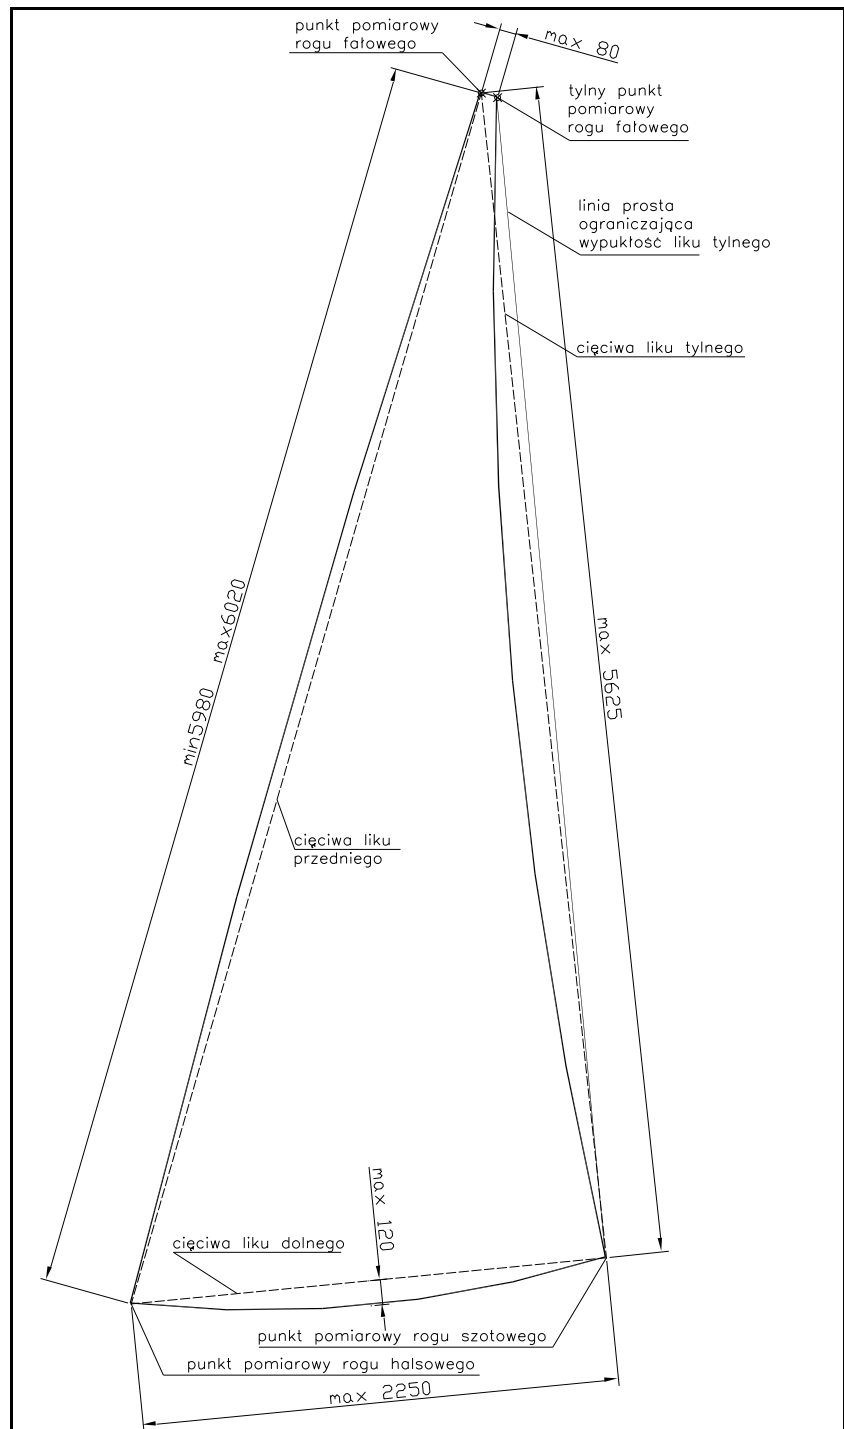 punkt pomiarowy
rogu fałowego
max 80
tylny punkt
pomiarowy
rogu fałowego
linia prosta
ograniczająca
wypukłość liku tylnego
cięciwa liku tylnego
max6020
min5980
max 5625
cięciwa liku
przedniego
max 120
cięciwa liku dolnego
punkt pomiarowy rogu szotowego
punkt pomiarowy rogu halsowego
max 2250